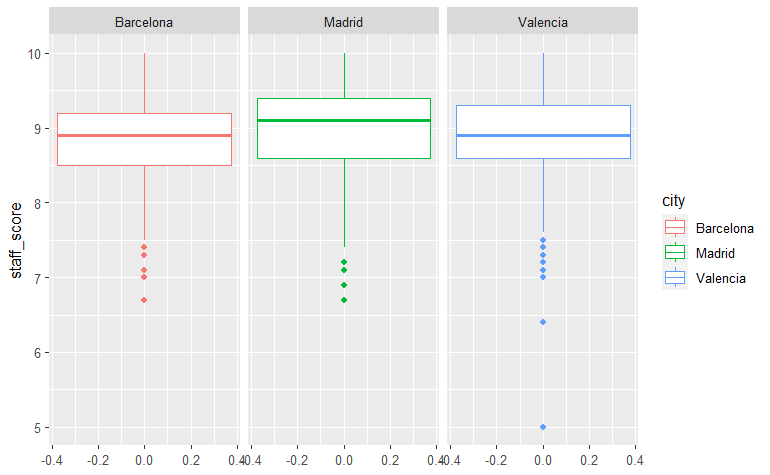 Barcelona Madrid Valencia
10
9
8
7
6
5
staff_score
-0.4 -0.2 0.0 0.2 0.4 -0.4 -0.2 0.0 0.2 0.4 -0.4 -0.2 0.0 0.2 0.4
city
Barcelona
Madrid
Valencia